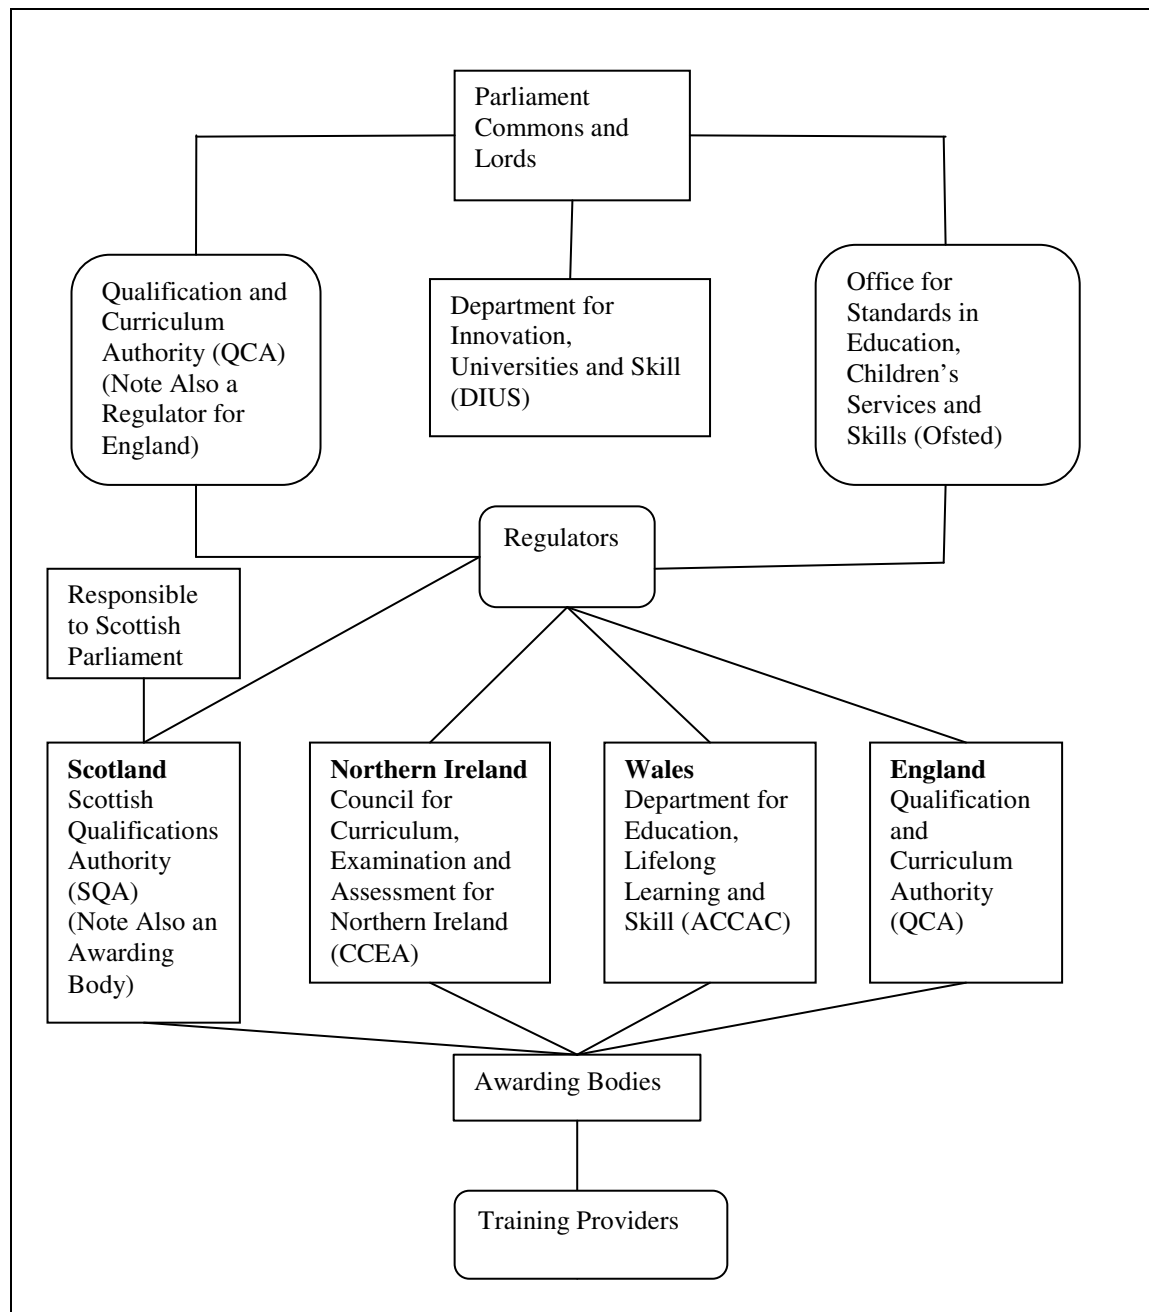 Parliament
Commons and
Lords
Qualification and
Curriculum
Authority (QCA)
(Note Also a
Regulator for
England)
Department for
Innovation,
Universities and Skill
(DIUS)
Office for
Standards in
Education,
Children’s
Services and
Skills (Ofsted)
Regulators
Responsible
to Scottish
Parliament
Scotland
Scottish
Qualifications
Authority
(SQA)
(Note Also an
Awarding
Body)
Northern Ireland
Council for
Curriculum,
Examination and
Assessment for
Northern Ireland
(CCEA)
Wales
Department for
Education,
Lifelong
Learning and
Skill (ACCAC)
England
Qualification
and
Curriculum
Authority
(QCA)
Awarding Bodies
Training Providers